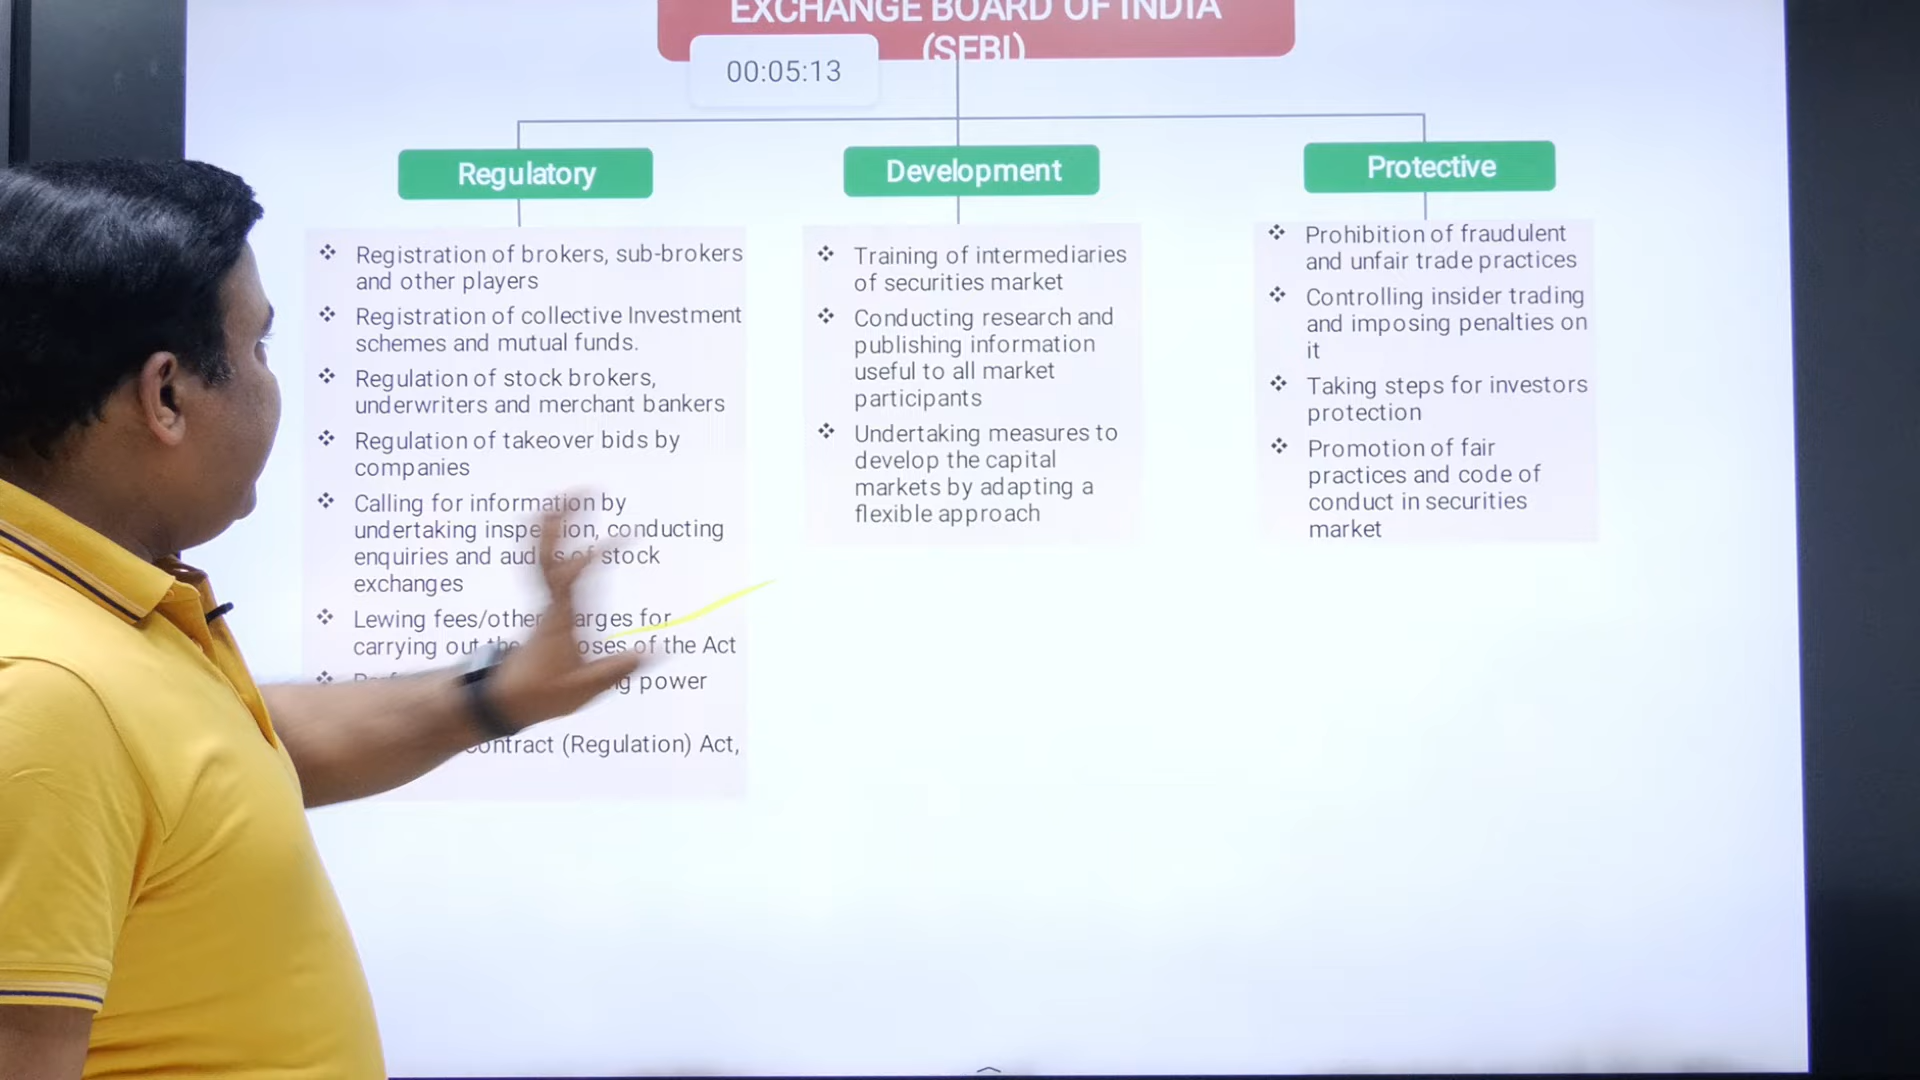 EXCHANGE BOARD OF INDIA
(SEBI)
00:05:13
Regulatory
Registration of brokers, sub-brokers
and other players
Registration of collective Investment
schemes and mutual funds.
Regulation of stock brokers,
underwriters and merchant bankers
Regulation of takeover bids by
companies
Calling for information by
undertaking inspection, conducting
enquiries and audits of stock
exchanges
Lewing fees/other charges for
carrying out the of the Act
power
Contract (Regulation) Act,
Development
Training of intermediaries
of securities market
Conducting research and
publishing information
useful to all market
participants
Undertaking measures to
develop the capital
markets by adapting a
flexible approach
Protective
Prohibition of fraudulent
and unfair trade practices
Controlling insider trading
and imposing penalties on
it
Taking steps for investors
protection
Promotion of fair
practices and code of
conduct in securities
market